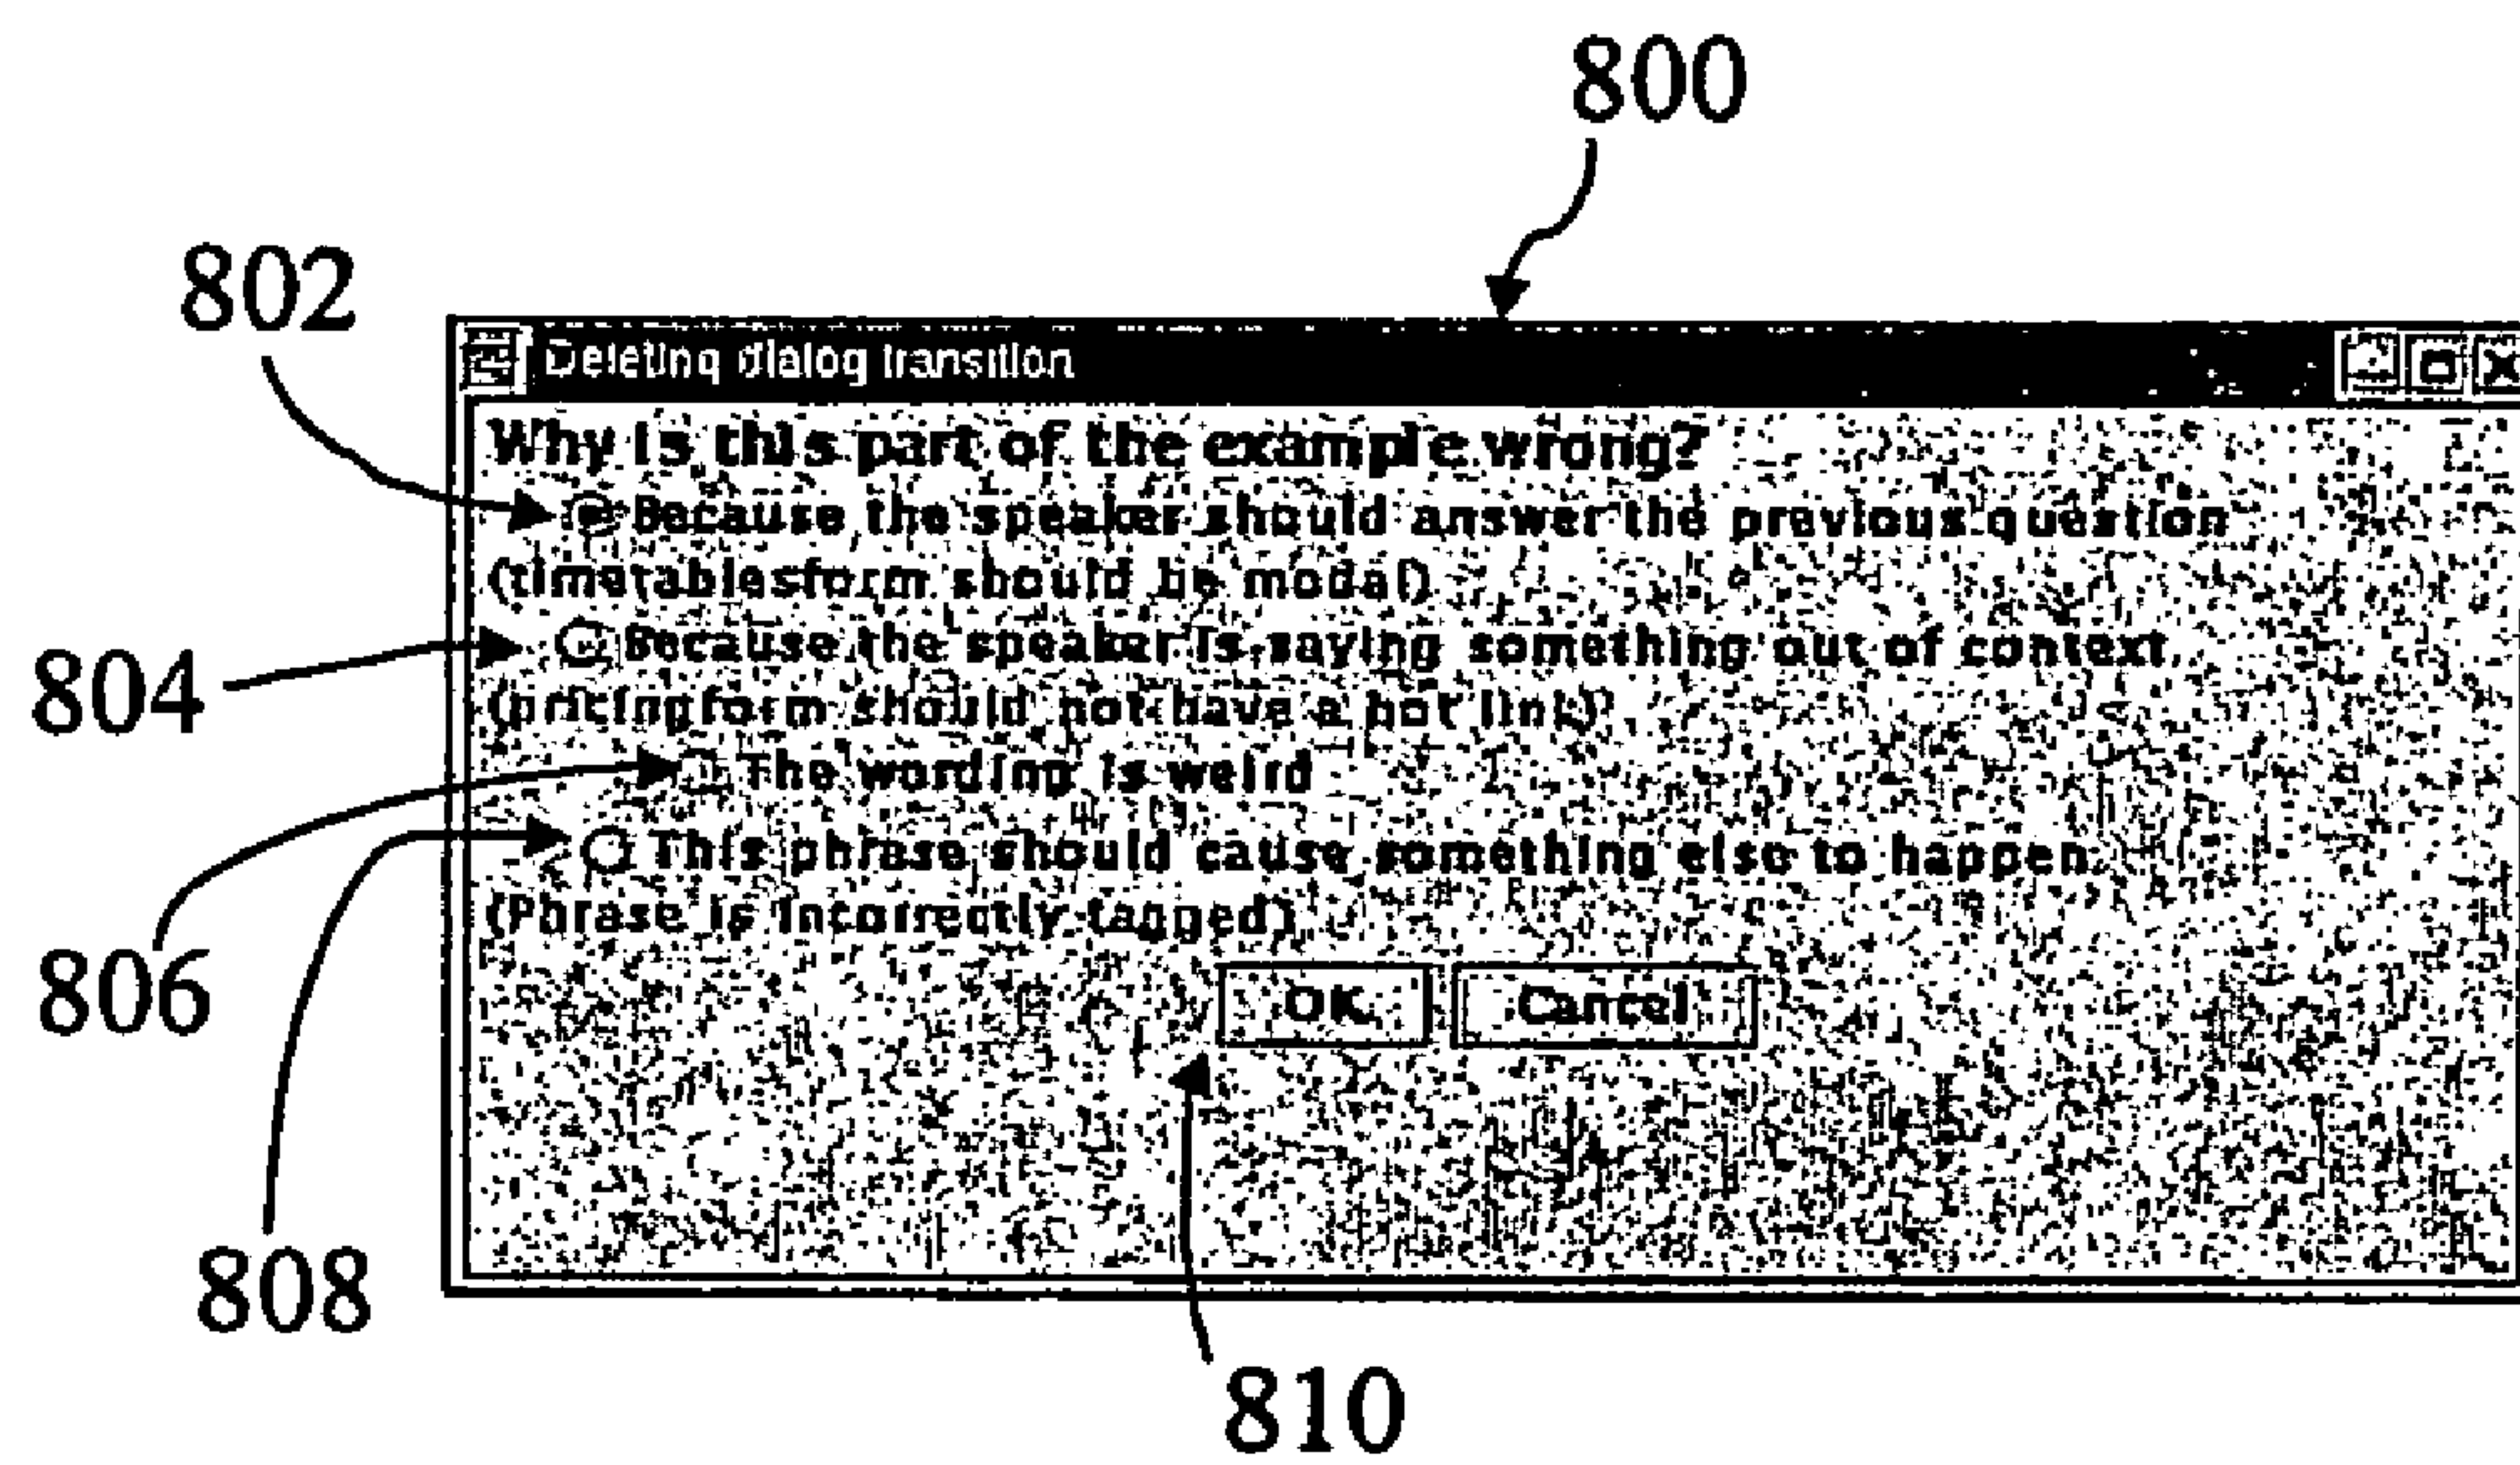 800
802
Deleting dialog transition
Why is this part of the example wrong?
Because the speaker should answer the previous question
(timetablesform should be modal)
804
Because the speaker is saying something out of context
(pricingform should not have a hot link)
The wording is weird
This phrase should cause something else to happen
(Phrase is incorrectly tagged)
806
OK Cancel
808
810